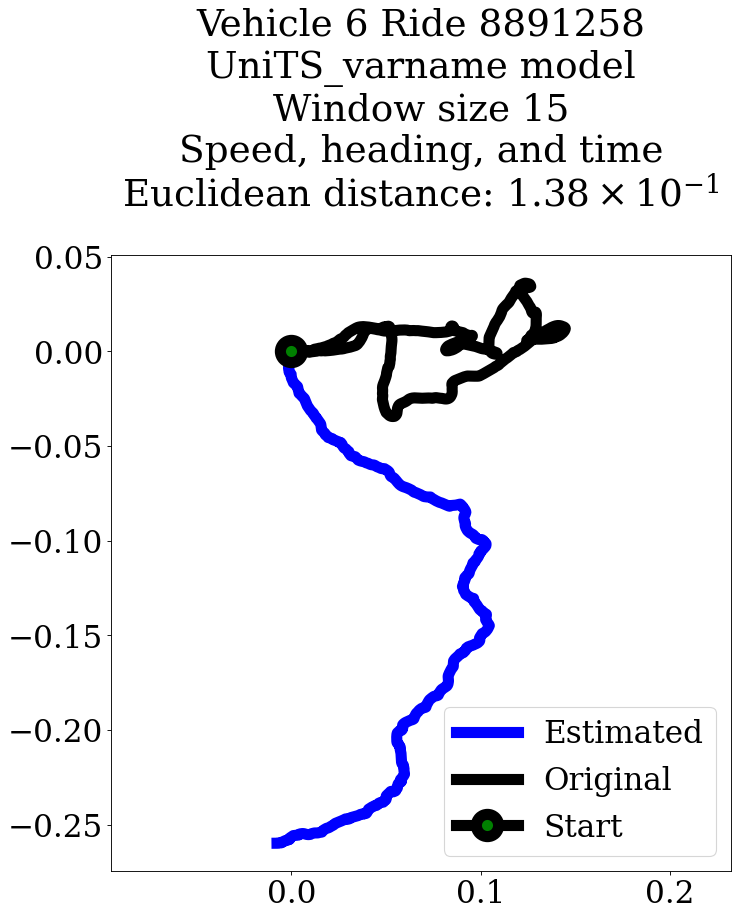 Vehicle 6 Ride 8891258
UniTS_varname model
Window size 15
Speed, heading, and time
Euclidean distance: 1.38 × 10⁻¹
0.05
0.00
−0.05
−0.10
−0.15
−0.20
−0.25
Estimated
Original
Start
0.0 0.1 0.2